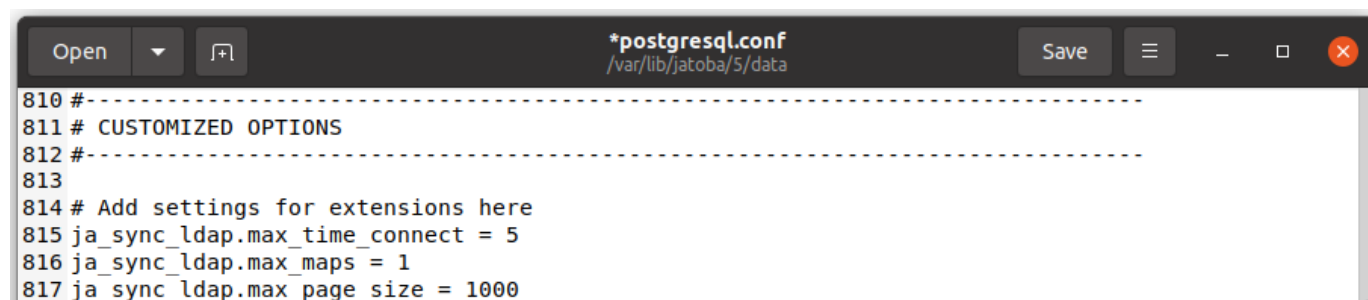 Open
*postgresql.conf
/var/lib/jatoba/5/data
Save
810 #----------------------------------------------------------------------------
811 # CUSTOMIZED OPTIONS
812 #----------------------------------------------------------------------------
813
814 # Add settings for extensions here
815 ja_sync_ldap.max_time_connect = 5
816 ja_sync_ldap.max_maps = 1
817 ja_sync_ldap.max_page_size = 1000